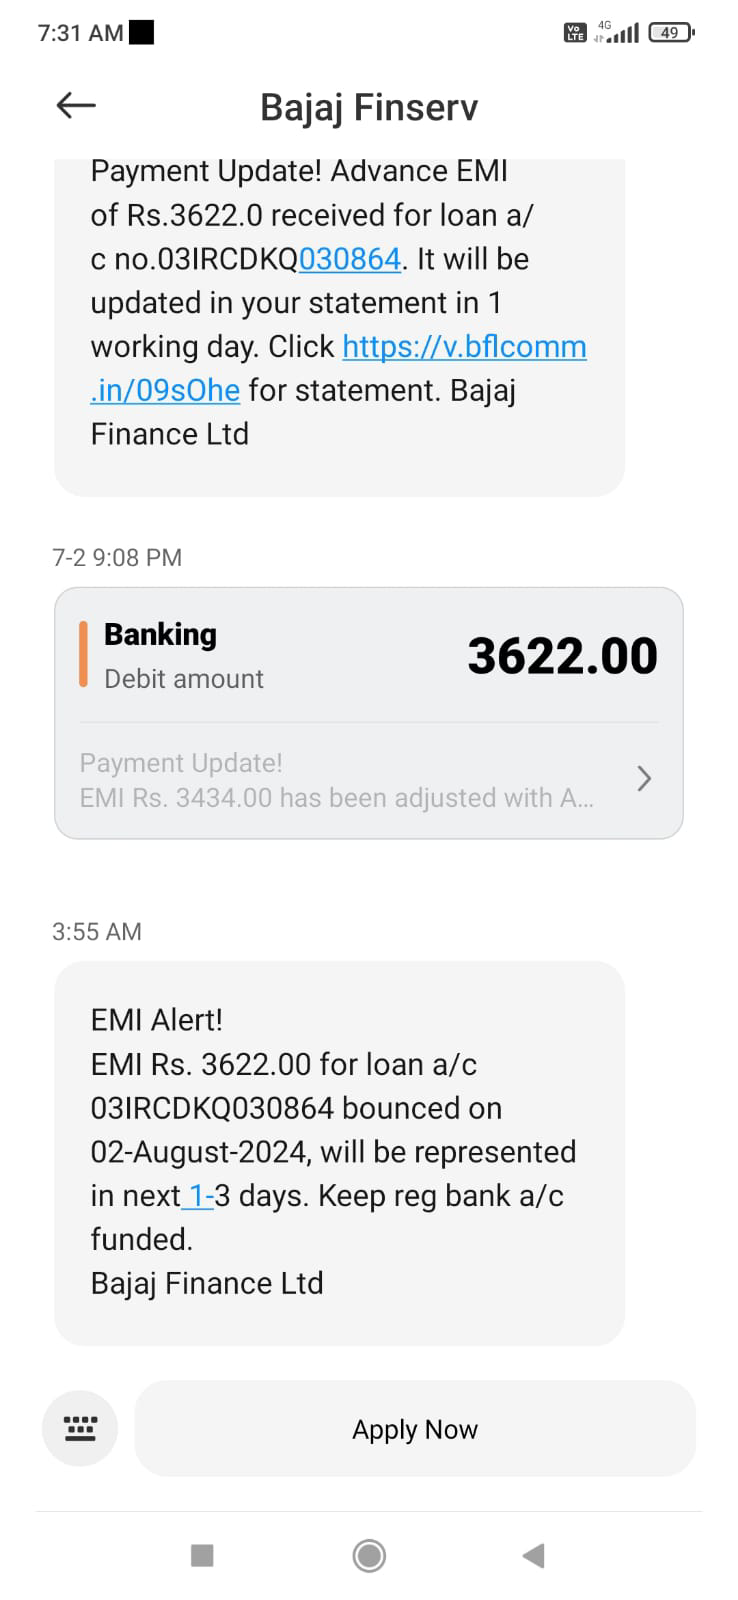 7:31 AM
Vo LTE 4G 49
Bajaj Finserv
Payment Update! Advance EMI
of Rs.3622.0 received for loan a/
c no.03IRCDKQ030864. It will be
updated in your statement in 1
working day. Click https://v.bflcomm
.in/09sOhe for statement. Bajaj
Finance Ltd
7-2 9:08 PM
Banking
3622.00
Debit amount
Payment Update!
EMI Rs. 3434.00 has been adjusted with A...
3:55 AM
EMI Alert!
EMI Rs. 3622.00 for loan a/c
03IRCDKQ030864 bounced on
02-August-2024, will be represented
in next 1-3 days. Keep reg bank a/c
funded.
Bajaj Finance Ltd
Apply Now